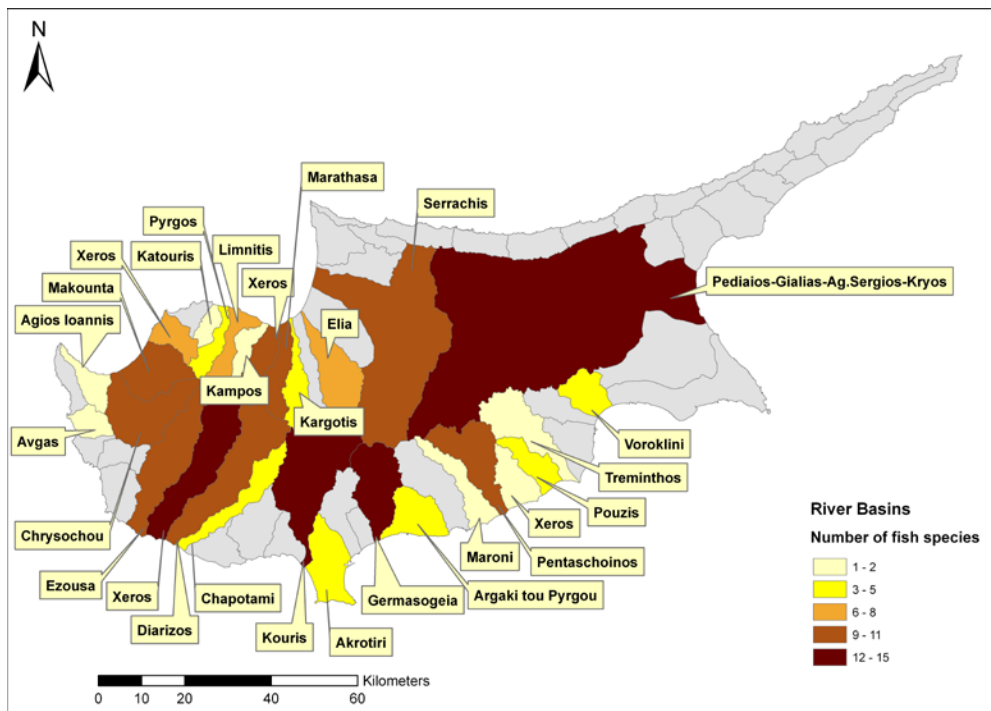 N
Marathasa
Serrachis
Pyrgos
Limnitis
Xeros
Katouris
Xeros
Makounta
Pediaios-Gialias-Ag.Sergios-Kryos
Agios Ioannis
Elia
Kampos
Kargotis
Avgas
Voroklini
Treminthos
Pouzis
Chrysochou
Xeros
Maroni
Pentaschoinos
Ezousa
Xeros
Chapotami
Germasogeia
Argaki tou Pyrgou
Diarizos
Kouris
Akrotiri
River Basins
Number of fish species
1 - 2
3 - 5
6 - 8
9 - 11
12 - 15
Kilometers
0 10 20 40 60